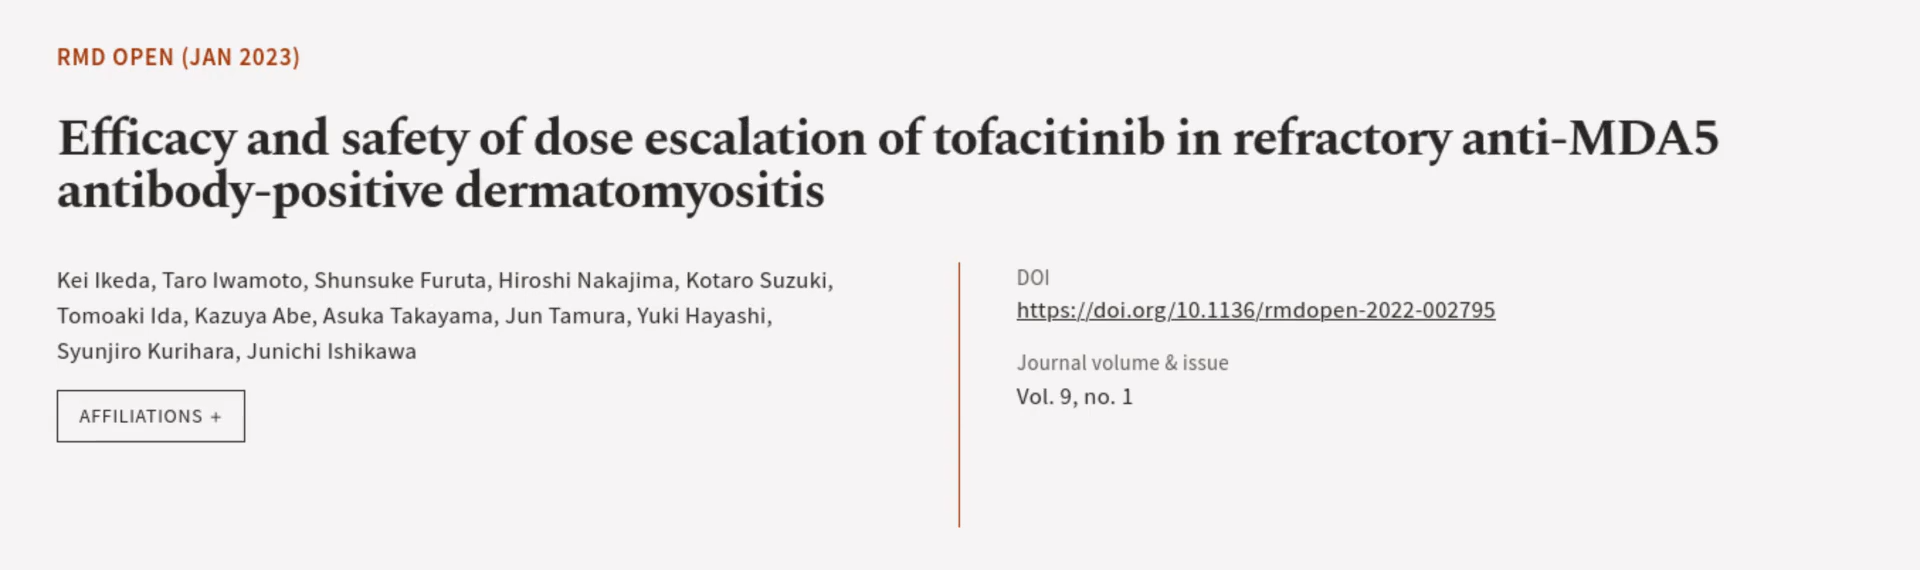 RMD OPEN (JAN 2023)
Efficacy and safety of dose escalation of tofacitinib in refractory anti-MDA5
antibody-positive dermatomyositis
Kei Ikeda, Taro Iwamoto, Shunsuke Furuta, Hiroshi Nakajima, Kotaro Suzuki,
Tomoaki Ida, Kazuya Abe, Asuka Takayama, Jun Tamura, Yuki Hayashi,
Syunjiro Kurihara, Junichi Ishikawa
AFFILIATIONS +
DOI
https://doi.org/10.1136/rmdopen-2022-002795
Journal volume & issue
Vol. 9, no. 1